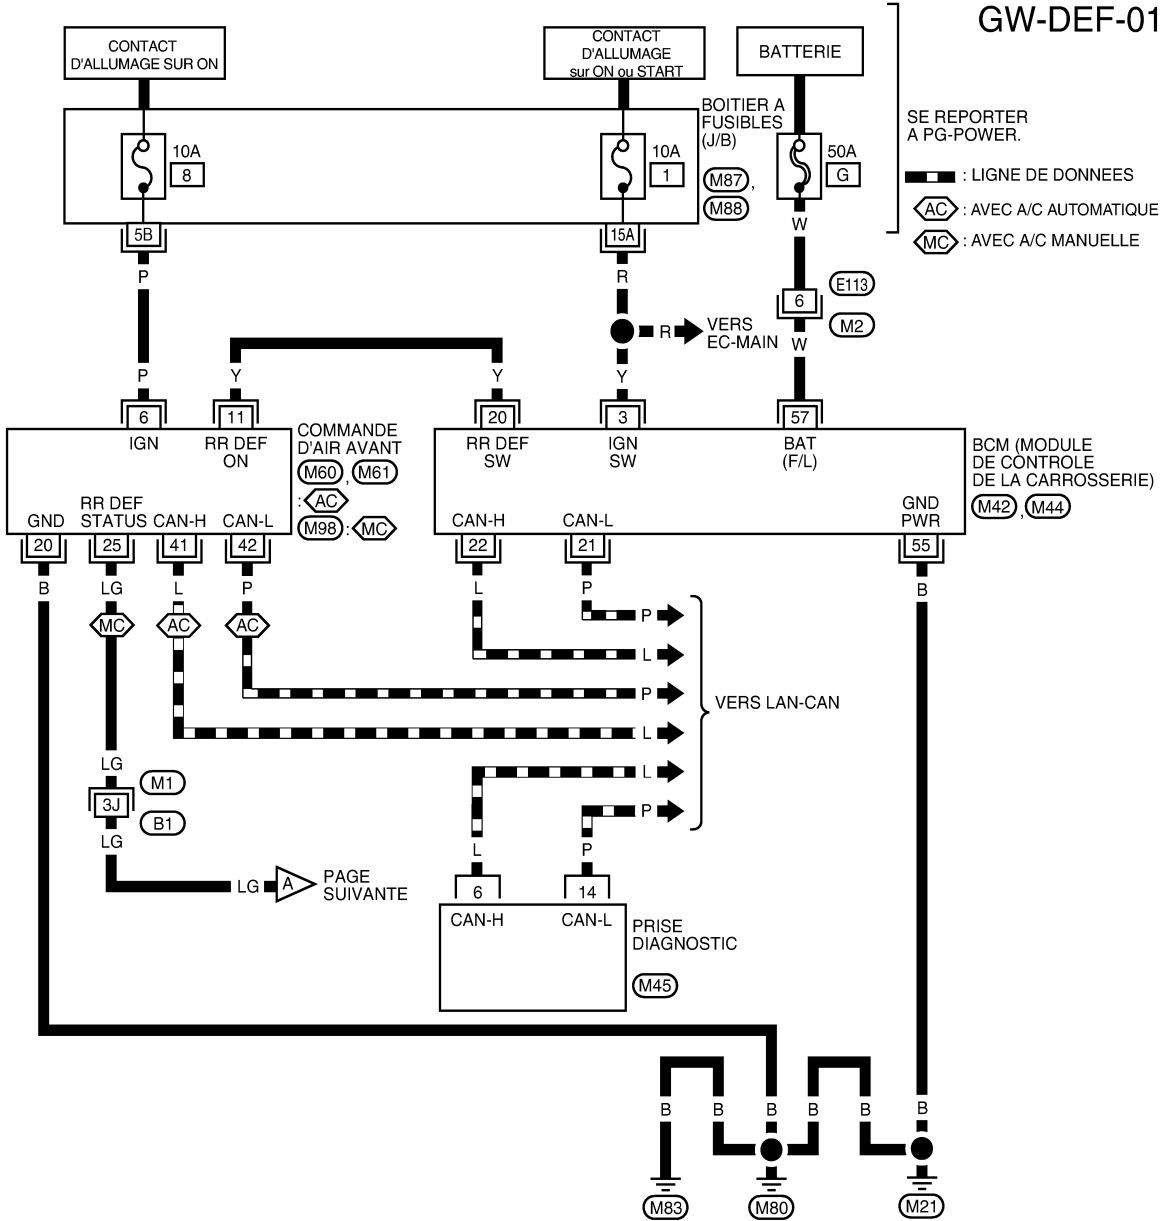 GW-DEF-01
CONTACT
D'ALLUMAGE SUR ON
CONTACT
D'ALLUMAGE
sur ON ou START
BATTERIE
BOITIER A
FUSIBLES
(J/B)
M87 ,
M88
10A
8
10A
1
50A
G
SE REPORTER
A PG-POWER.
: LIGNE DE DONNEES
AC : AVEC A/C AUTOMATIQUE
MC : AVEC A/C MANUELLE
5B
15A
W
P
R
6
E113
M2
R
VERS
EC-MAIN
W
P
Y
Y
Y
6
11
20
3
57
IGN
RR DEF
ON
COMMANDE
D'AIR AVANT
M60 , M61
: AC
M98 : MC
RR DEF
SW
IGN
SW
BAT
(F/L)
BCM (MODULE
DE CONTROLE
DE LA CARROSSERIE)
M42 , M44
GND
RR DEF
STATUS
CAN-H
CAN-L
CAN-H
CAN-L
GND
PWR
20
25
41
42
22
21
55
B
LG
L
P
L
P
B
MC
AC
AC
P
L
P
L
L
P
VERS LAN-CAN
LG
M1
3J
B1
LG
LG
A
PAGE
SUIVANTE
L
P
6
14
CAN-H
CAN-L
PRISE
DIAGNOSTIC
M45
B
B
B
B
B
B
M83
M80
M21